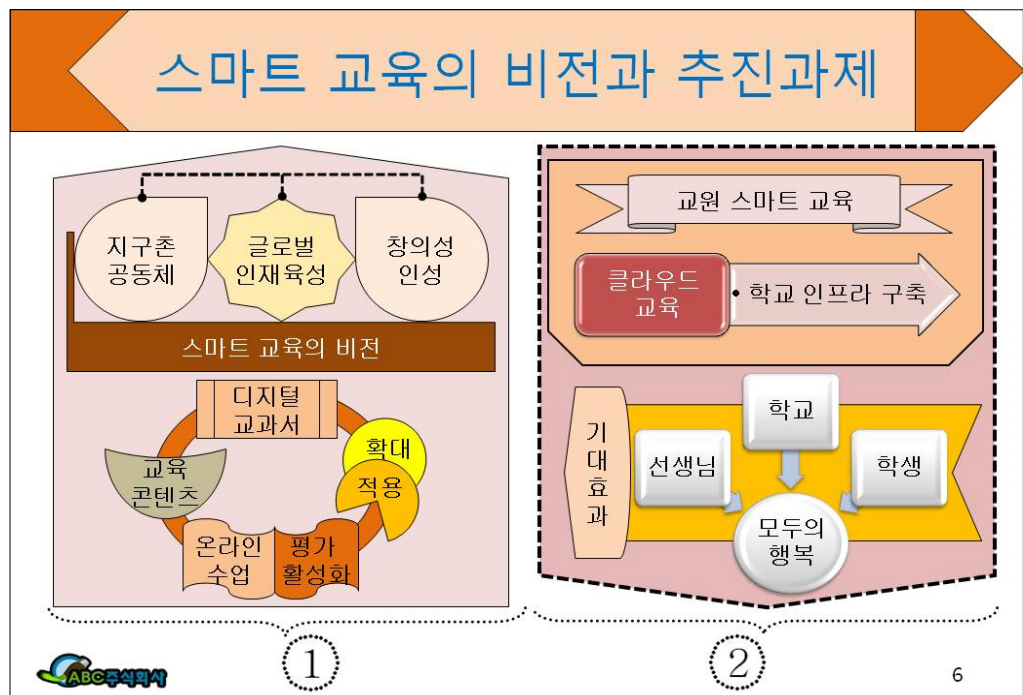 스마트 교육의 비전과 추진과제
지구촌
공동체
글로벌
인재육성
창의성
인성
스마트 교육의 비전
디지털
교과서
교육
콘텐츠
확대
적용
온라인
수업
평가
활성화
①
교원 스마트 교육
클라우드
교육
• 학교 인프라 구축
기
대
효
과
학교
선생님
학생
모두의
행복
②
ABC주식회사
6